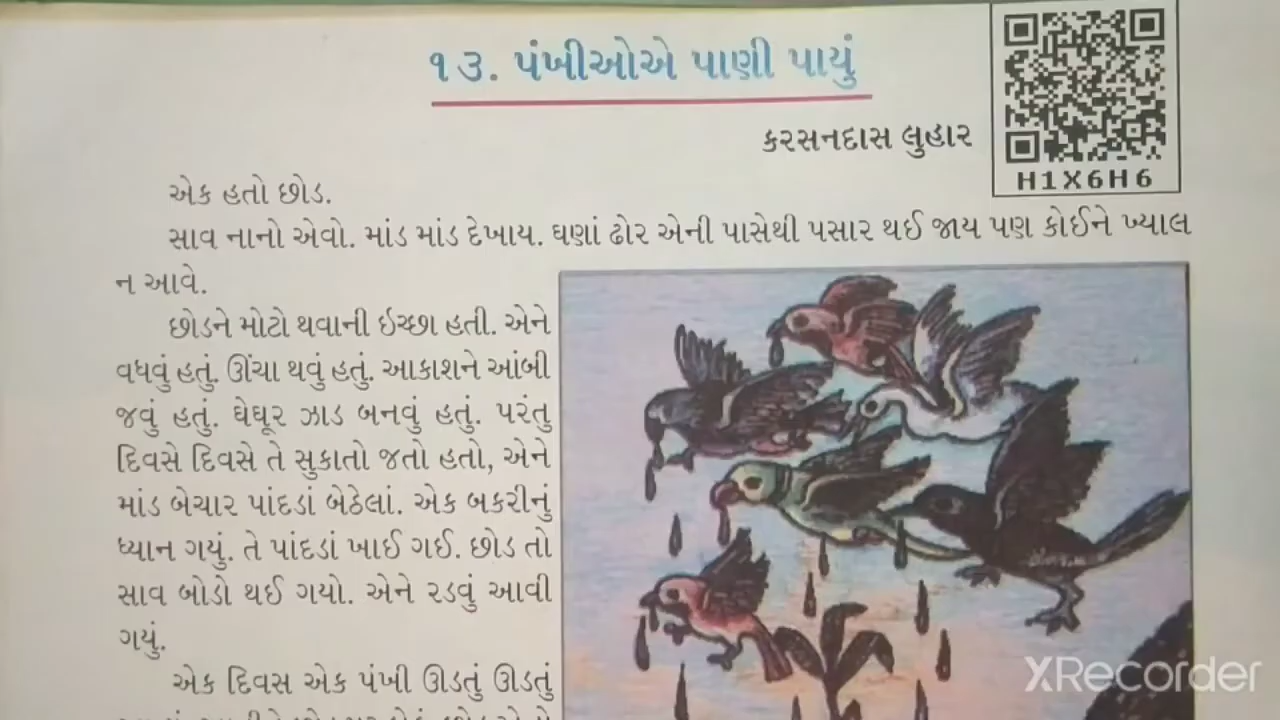 ૧૩. પંખીઓએ પાણી પાયું
કરસનદાસ લુહાર
H1X6H6
એક હતો છોડ.
સાવ નાનો એવો. માંડ માંડ દેખાય. ઘણાં ઢોર એની પાસેથી પસાર થઈ જાય પણ કોઈને ખ્યાલ
ન આવે.
છોડને મોટો થવાની ઇચ્છા હતી. એને
વધવું હતું. ઊંચા થવું હતું. આકાશને આંબી
જવું હતું. ઘેઘૂર ઝાડ બનવું હતું. પરંતુ
દિવસે દિવસે તે સુકાતો જતો હતો, એને
માંડ બેચાર પાંદડાં બેઠેલાં. એક બકરીનું
ધ્યાન ગયું. તે પાંદડાં ખાઈ ગઈ. છોડ તો
સાવ બોડો થઈ ગયો. એને રડવું આવી
ગયું.
એક દિવસ એક પંખી ઊડતું ઊડતું
XRecorder